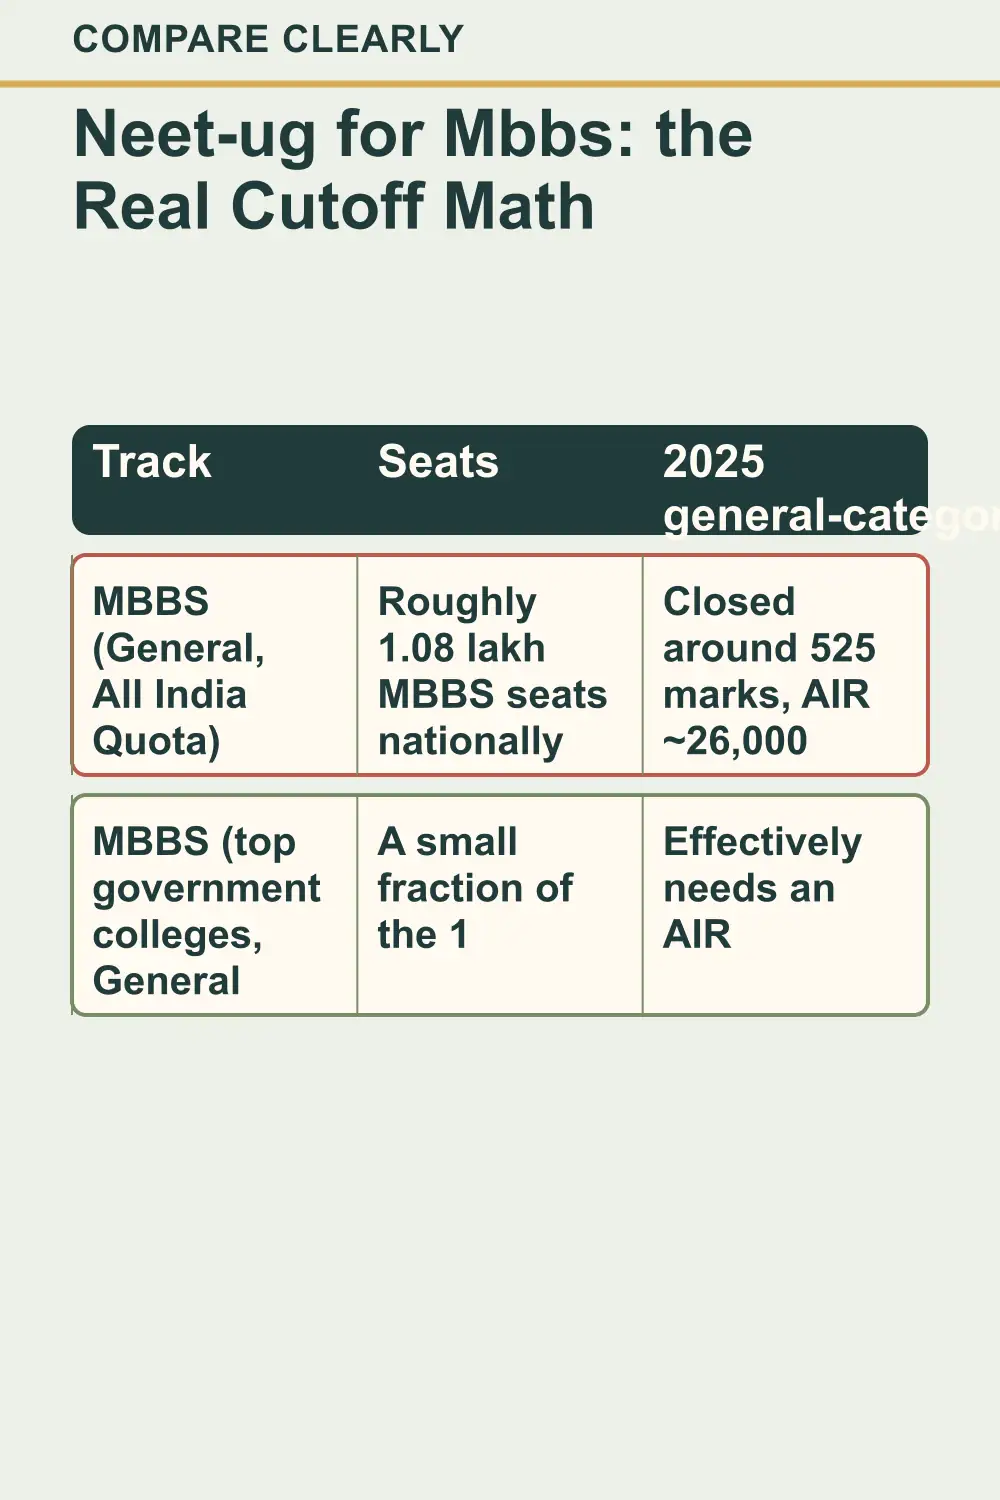 COMPARE CLEARLY
Neet-ug for Mbbs: the
Real Cutoff Math
Track
Seats
2025
general-categor
MBBS
(General,
All India
Quota)
Roughly
1.08 lakh
MBBS seats
nationally
Closed
around 525
marks, AIR
~26,000
MBBS (top
government
colleges,
General
A small
fraction of
the 1
Effectively
needs an
AIR